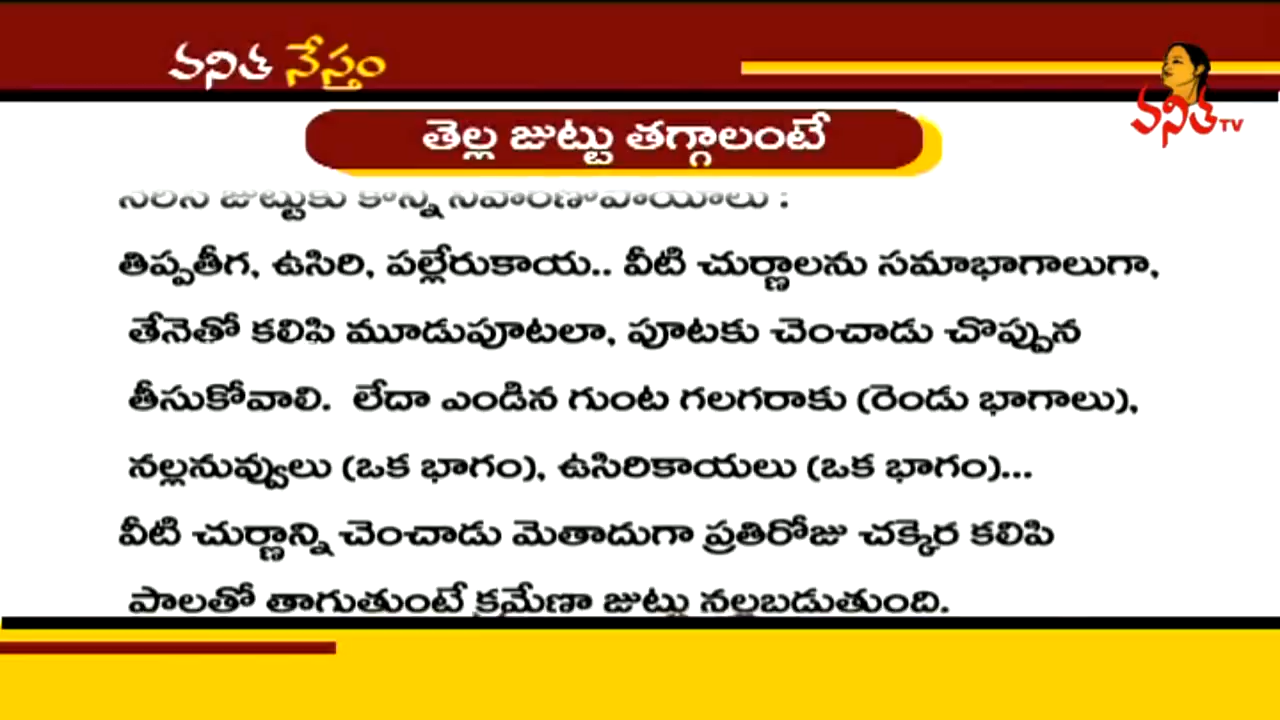 వనిత నేస్తం
వనిత TV
తెల్ల జుట్టు తగ్గాలంటే
నెరిసిన జుట్టుకు కొన్ని నివారణోపాయాలు :
తిప్పతీగ, ఉసిరి, పల్లేరుకాయ.. వీటి చుర్ణాలను సమాభాగాలుగా,
తేనెతో కలిపి మూడుపూటలా, పూటకు చెంచాడు చొప్పున
తీసుకోవాలి. లేదా ఎండిన గుంట గలగరాకు (రెండు భాగాలు),
నల్లనువ్వులు (ఒక భాగం), ఉసిరికాయలు (ఒక భాగం)...
వీటి చుర్ణాన్ని చెంచాడు మెతాదుగా ప్రతిరోజు చక్కెర కలిపి
పాలతో తాగుతుంటే క్రమేణా జుట్టు నల్లబడుతుంది.